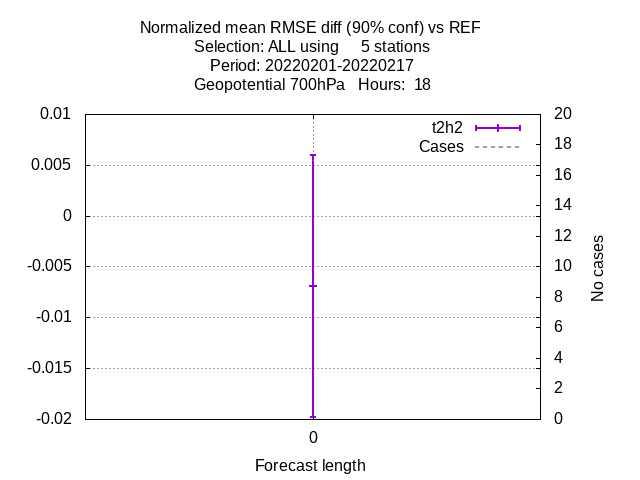 Normalized mean RMSE diff (90% conf) vs REF
Selection: ALL using     5 stations
Period: 20220201-20220217
Geopotential 700hPa   Hours:  18
t2h2
Cases
0.01
0.005
0
-0.005
-0.01
-0.015
-0.02
20
18
16
14
12
10
8
6
4
2
0
No cases
0
Forecast length